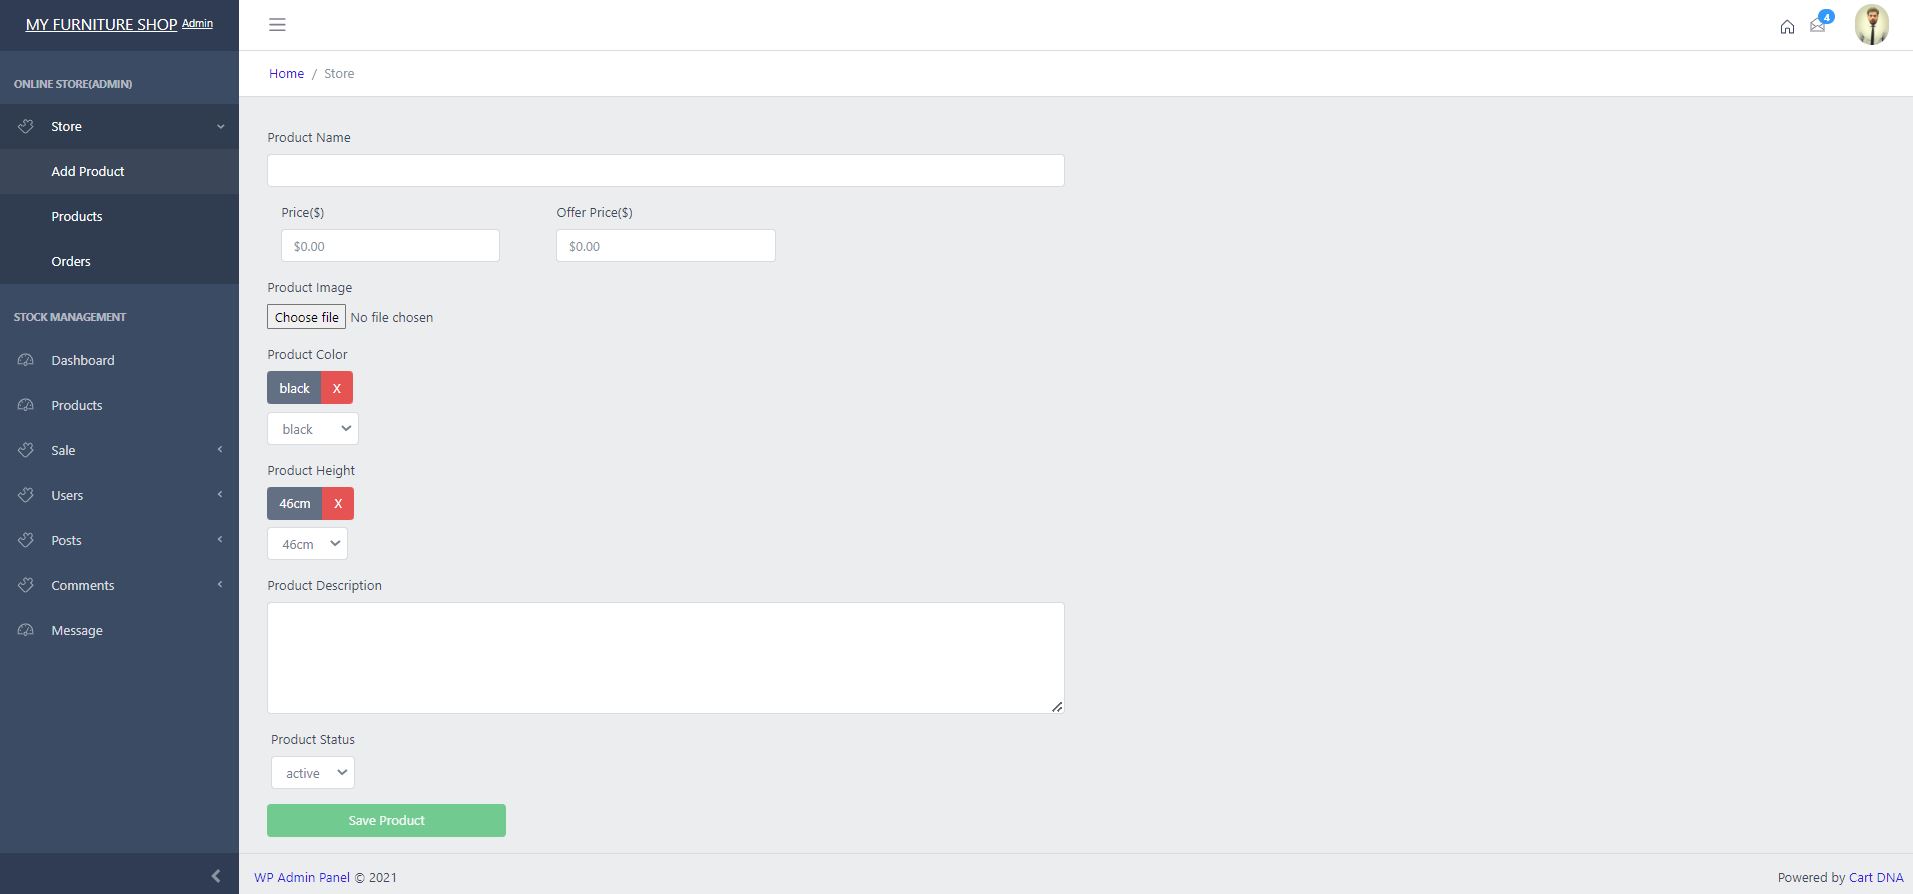 MY FURNITURE SHOP Admin
4
Home / Store
ONLINE STORE(ADMIN)
Store
Add Product
Products
Orders
STOCK MANAGEMENT
Dashboard
Products
Sale
Users
Posts
Comments
Message
Product Name
Price($) Offer Price($)
$0.00 $0.00
Product Image
Choose file No file chosen
Product Color
black X
black
Product Height
46cm X
46cm
Product Description
Product Status
active
Save Product
WP Admin Panel © 2021 Powered by Cart DNA